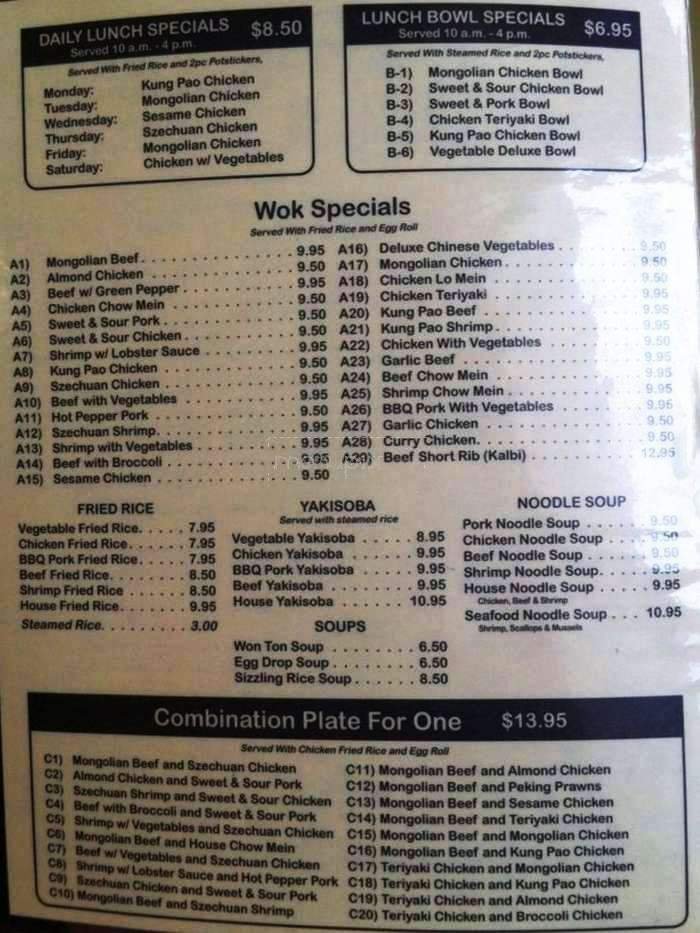 DAILY LUNCH SPECIALS $8.50
Served 10 a.m. - 4 p.m.
Served With Fried Rice and 2pc Potstickers,
Monday: Kung Pao Chicken
Tuesday: Mongolian Chicken
Wednesday: Sesame Chicken
Thursday: Szechuan Chicken
Friday: Mongolian Chicken
Saturday: Chicken w/ Vegetables
LUNCH BOWL SPECIALS $6.95
Served 10 a.m. - 4 p.m.
Served With Steamed Rice and 2pc Potstickers,
B-1) Mongolian Chicken Bowl
B-2) Sweet & Sour Chicken Bowl
B-3) Sweet & Pork Bowl
B-4) Chicken Teriyaki Bowl
B-5) Kung Pao Chicken Bowl
B-6) Vegetable Deluxe Bowl
Wok Specials
Served With Fried Rice and Egg Roll
A1) Mongolian Beef . . . . . 9.95
A2) Almond Chicken . . . . . 9.50
A3) Beef w/ Green Pepper . . . . . 9.95
A4) Chicken Chow Mein . . . . . 9.50
A5) Sweet & Sour Pork . . . . . 9.50
A6) Sweet & Sour Chicken . . . . . 9.50
A7) Shrimp w/ Lobster Sauce . . . . . 9.95
A8) Kung Pao Chicken . . . . . 9.50
A9) Szechuan Chicken . . . . . 9.50
A10) Beef with Vegetables . . . . . 9.95
A11) Hot Pepper Pork . . . . . 9.50
A12) Szechuan Shrimp . . . . . 9.95
A13) Shrimp with Vegetables . . . . . 9.95
A14) Beef with Broccoli . . . . . 9.95
A15) Sesame Chicken . . . . . 9.50
A16) Deluxe Chinese Vegetables . . . . . 9.50
A17) Mongolian Chicken . . . . . 9.50
A18) Chicken Lo Mein . . . . . 9.50
A19) Chicken Teriyaki . . . . . 9.95
A20) Kung Pao Beef . . . . . 9.95
A21) Kung Pao Shrimp . . . . . 9.95
A22) Chicken With Vegetables . . . . . 9.50
A23) Garlic Beef . . . . . 9.95
A24) Beef Chow Mein . . . . . 9.95
A25) Shrimp Chow Mein . . . . . 9.95
A26) BBQ Pork With Vegetables . . . . . 9.95
A27) Garlic Chicken . . . . . 9.50
A28) Curry Chicken . . . . . 9.50
A29) Beef Short Rib (Kalbi) . . . . . 12.95
FRIED RICE
Vegetable Fried Rice . . . . . 7.95
Chicken Fried Rice . . . . . 7.95
BBQ Pork Fried Rice . . . . . 7.95
Beef Fried Rice . . . . . 8.50
Shrimp Fried Rice . . . . . 8.50
House Fried Rice . . . . . 9.95
Steamed Rice . . . . . 3.00
YAKISOBA
Served with steamed rice
Vegetable Yakisoba . . . . . 8.95
Chicken Yakisoba . . . . . 9.95
BBQ Pork Yakisoba . . . . . 9.95
Beef Yakisoba . . . . . 9.95
House Yakisoba . . . . . 10.95
SOUPS
Won Ton Soup . . . . . 6.50
Egg Drop Soup . . . . . 6.50
Sizzling Rice Soup . . . . . 8.50
NOODLE SOUP
Pork Noodle Soup . . . . . 9.50
Chicken Noodle Soup . . . . . 9.50
Beef Noodle Soup . . . . . 9.50
Shrimp Noodle Soup . . . . . 9.95
House Noodle Soup . . . . . 9.95
Chicken, Beef & Shrimp
Seafood Noodle Soup . . . 10.95
Shrimp, Scallops & Mussels
Combination Plate For One $13.95
Served With Chicken Fried Rice and Egg Roll
C1) Mongolian Beef and Szechuan Chicken
C2) Almond Chicken and Sweet & Sour Pork
C3) Szechuan Shrimp and Sweet & Sour Chicken
C4) Beef with Broccoli and Sweet & Sour Pork
C5) Shrimp w/ Vegetables and Szechuan Chicken
C6) Mongolian Beef and House Chow Mein
C7) Beef w/ Vegetables and Szechuan Chicken
C8) Shrimp w/ Lobster Sauce and Hot Pepper Pork
C9) Szechuan Chicken and Sweet & Sour Pork
C10) Mongolian Beef and Szechuan Shrimp
C11) Mongolian Beef and Almond Chicken
C12) Mongolian Beef and Peking Prawns
C13) Mongolian Beef and Sesame Chicken
C14) Mongolian Beef and Teriyaki Chicken
C15) Mongolian Beef and Mongolian Chicken
C16) Mongolian Beef and Kung Pao Chicken
C17) Teriyaki Chicken and Mongolian Chicken
C18) Teriyaki Chicken and Kung Pao Chicken
C19) Teriyaki Chicken and Almond Chicken
C20) Teriyaki Chicken and Broccoli Chicken